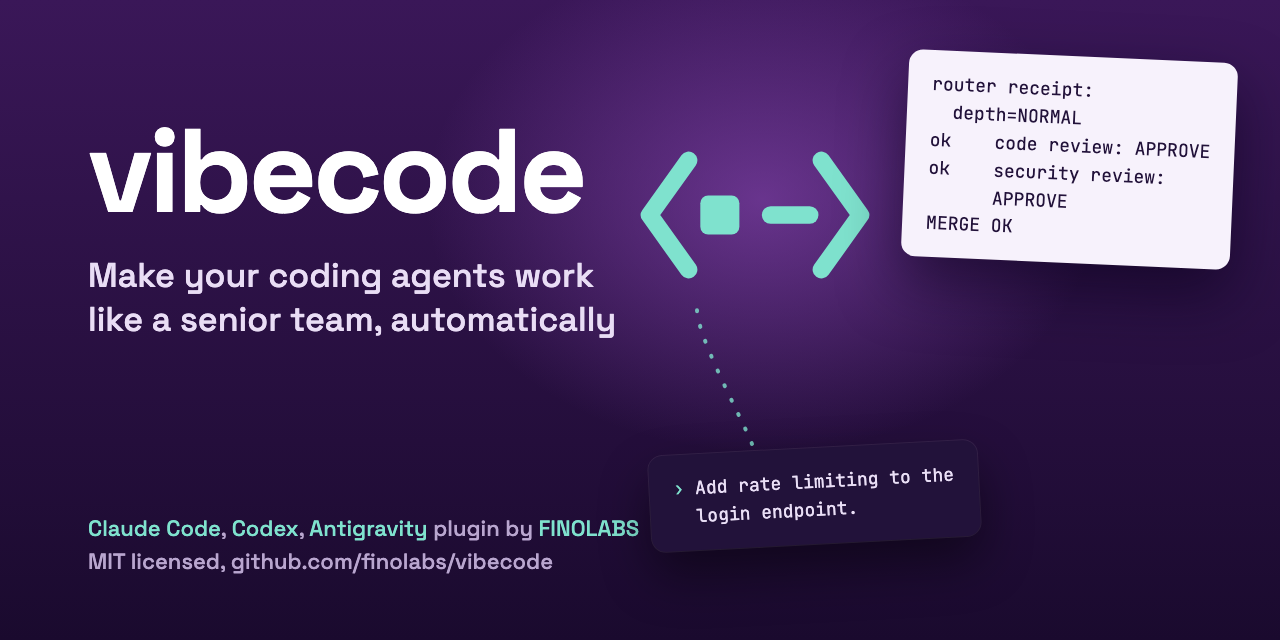 vibecode
Make your coding agents work
like a senior team, automatically
Claude Code, Codex, Antigravity plugin by FINOLABS
MIT licensed, github.com/finolabs/vibecode
router receipt:
depth=NORMAL
ok code review: APPROVE
ok security review:
APPROVE
MERGE OK
› Add rate limiting to the
login endpoint.